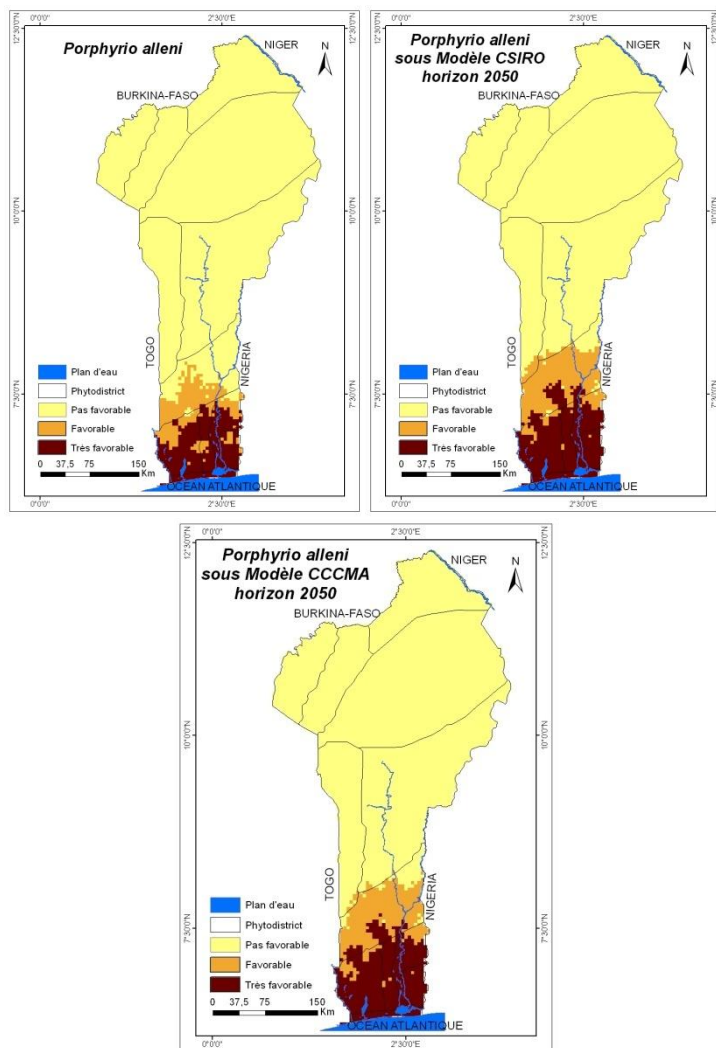 0°0'0"
2°30'0"E
12°30'0"N
Porphyrio alleni
NIGER
N
BURKINA-FASO
10°0'0"N
TOGO
NIGERIA
7°30'0"N
Plan d'eau
Phytodistrict
Pas favorable
Favorable
Très favorable
0 37,5 75 150
Km
OCEAN ATLANTIQUE
0°0'0"
2°30'0"E
0°0'0"
2°30'0"E
12°30'0"N
Porphyrio alleni
sous Modèle CSIRO
horizon 2050
NIGER
N
BURKINA-FASO
10°0'0"N
TOGO
NIGERIA
7°30'0"N
Plan d'eau
Phytodistrict
Pas favorable
Favorable
Très favorable
0 37,5 75 150
Km
OCEAN ATLANTIQUE
0°0'0"
2°30'0"E
0°0'0"
2°30'0"E
12°30'0"N
Porphyrio alleni
sous Modèle CCCMA
horizon 2050
NIGER
N
BURKINA-FASO
10°0'0"N
TOGO
NIGERIA
7°30'0"N
Plan d'eau
Phytodistrict
Pas favorable
Favorable
Très favorable
0 37,5 75 150
Km
OCEAN ATLANTIQUE
0°0'0"
2°30'0"E